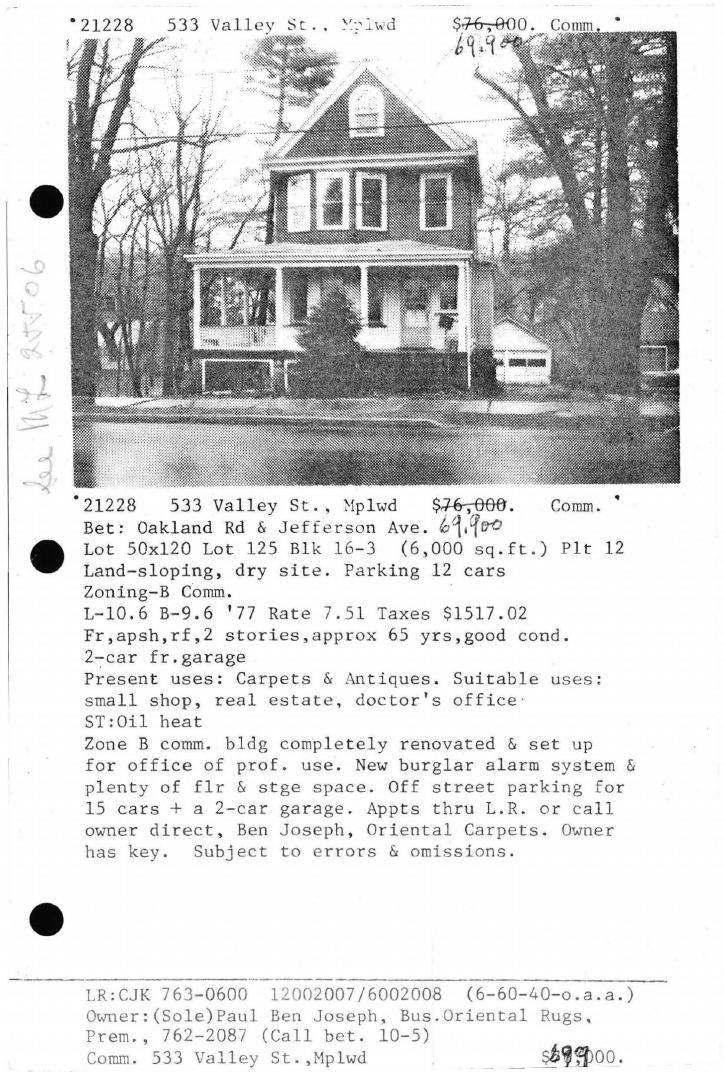 21228 533 Valley St., Mplwd $76,000. Comm.
69,900
See ML
21228 533 Valley St., Mplwd $76,000. Comm.
Bet: Oakland Rd & Jefferson Ave. 69,900
Lot 50x120 Lot 125 Blk 16-3 (6,000 sq.ft.) Plt 12
Land-sloping, dry site. Parking 12 cars
Zoning-B Comm.
L-10.6 B-9.6 '77 Rate 7.51 Taxes $1517.02
Fr,apsh,rf,2 stories,approx 65 yrs,good cond.
2-car fr.garage
Present uses: Carpets & Antiques. Suitable uses:
small shop, real estate, doctor's office
ST:Oil heat
Zone B comm. bldg completely renovated & set up
for office of prof. use. New burglar alarm system &
plenty of flr & stge space. Off street parking for
15 cars + a 2-car garage. Appts thru L.R. or call
owner direct, Ben Joseph, Oriental Carpets. Owner
has key. Subject to errors & omissions.
LR:CJK 763-0600 12002007/6002008 (6-60-40-o.a.a.)
Owner:(Sole)Paul Ben Joseph, Bus.Oriental Rugs,
Prem., 762-2087 (Call bet. 10-5)
Comm. 533 Valley St.,Mplwd